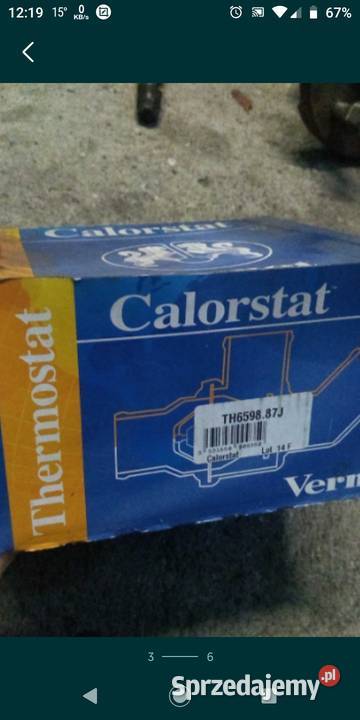 12:19 15° 0 KB/s 67%
Calorstat
Calorstat
Thermostat
TH6598.87J
Calorstat Lot 14 F
Vern
3 6
Sprzedajemy.pl